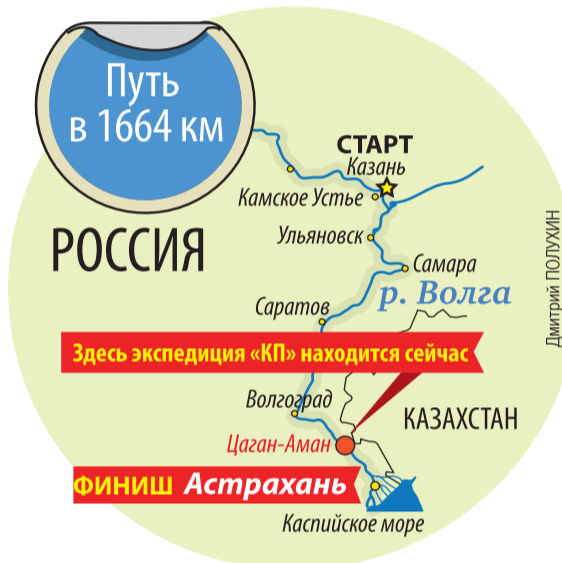 Путь
в 1664 км
СТАРТ
Казань
Камское Устье
РОССИЯ
Ульяновск
Самара
р. Волга
Саратов
Здесь экспедиция «КП» находится сейчас
Волгоград
КАЗАХСТАН
Цаган-Аман
ФИНИШ Астрахань
Каспийское море
Дмитрий ПОЛУХИН